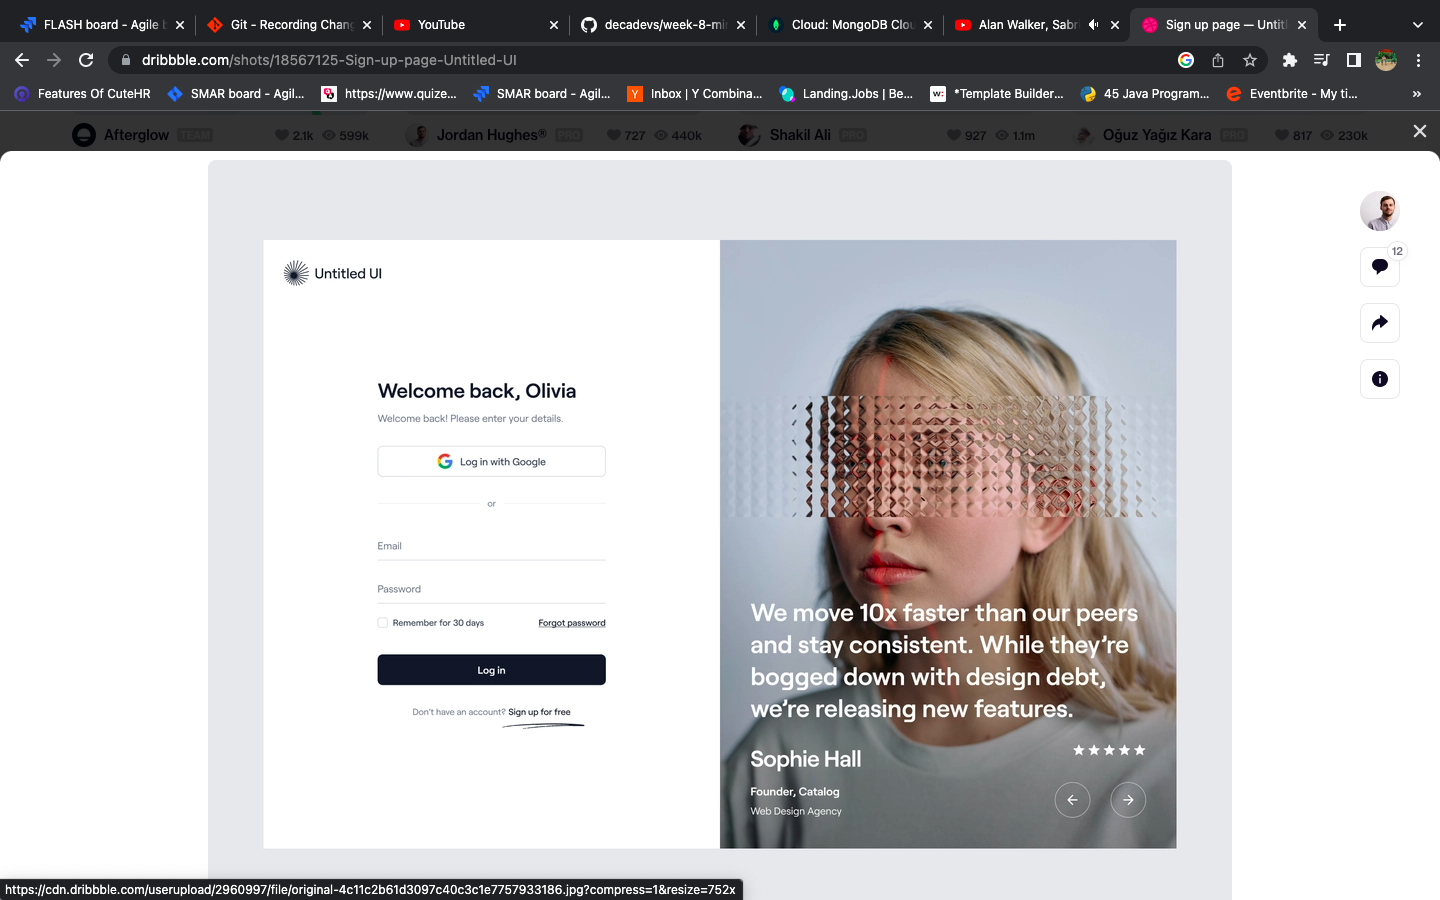 FLASH board - Agile b
Git - Recording Chang
YouTube
decadevs/week-8-mi
Cloud: MongoDB Clou
Alan Walker, Sabr
Sign up page — Untit
dribbble.com/shots/18567125-Sign-up-page-Untitled-UI
Features Of CuteHR
SMAR board - Agil...
https://www.quize...
SMAR board - Agil...
Inbox | Y Combina...
Landing.Jobs | Be...
*Template Builder...
45 Java Program...
Eventbrite - My ti...
Afterglow TEAM 2.1k 599k
Jordan Hughes® PRO 727 440k
Shakil Ali PRO 927 1.1m
Oğuz Yağız Kara PRO 817 230k
12
Untitled UI
Welcome back, Olivia
Welcome back! Please enter your details.
Log in with Google
or
Email
Password
Remember for 30 days
Forgot password
Log in
Don't have an account? Sign up for free
We move 10x faster than our peers
and stay consistent. While they’re
bogged down with design debt,
we’re releasing new features.
Sophie Hall
Founder, Catalog
Web Design Agency
https://cdn.dribbble.com/userupload/2960997/file/original-4c11c2b61d3097c40c3c1e7757933186.jpg?compress=1&resize=752x